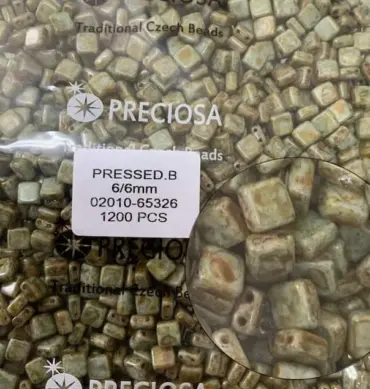 PRECIOSA
Traditional Czech Beads
PRECIOSA
Traditional Czech Beads
PRESSED.B
6/6mm
02010-65326
1200 PCS
PRECIOSA
Traditional Czech Beads
PRECIOSA